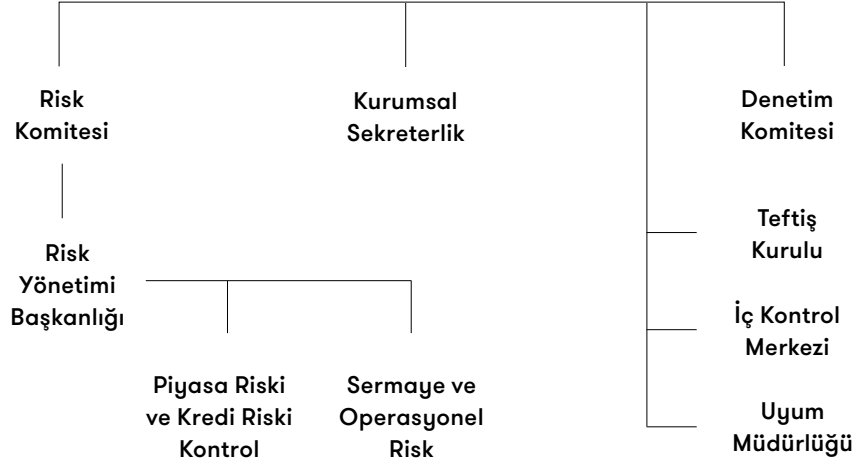 Risk
Komitesi
Kurumsal
Sekreterlik
Denetim
Komitesi
Risk
Yönetimi
Başkanlığı
Teftiş
Kurulu
İç Kontrol
Merkezi
Piyasa Riski
ve Kredi Riski
Kontrol
Sermaye ve
Operasyonel
Risk
Uyum
Müdürlüğü